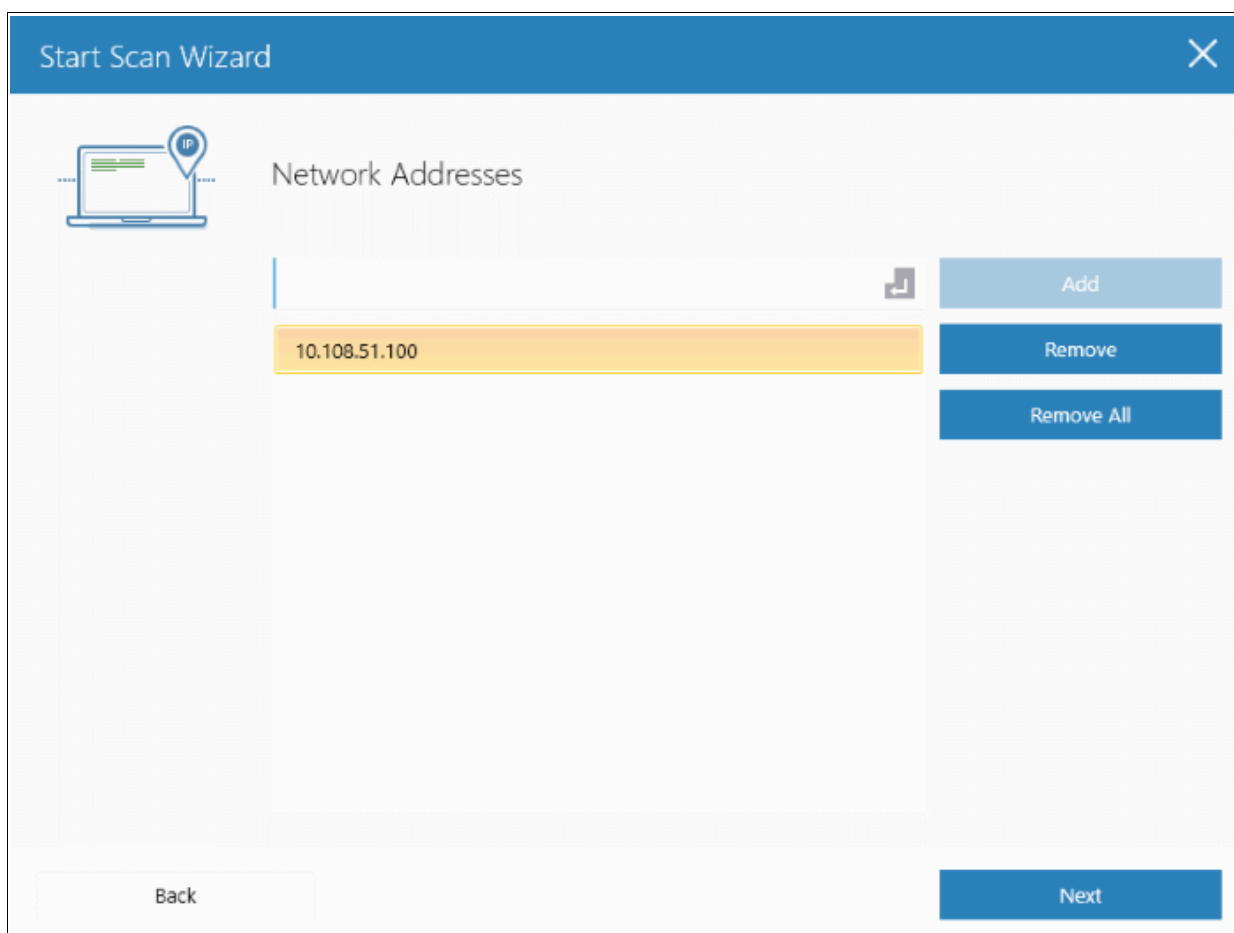 Start Scan Wizard
IP
Network Addresses
Add
10.108.51.100
Remove
Remove All
Back
Next